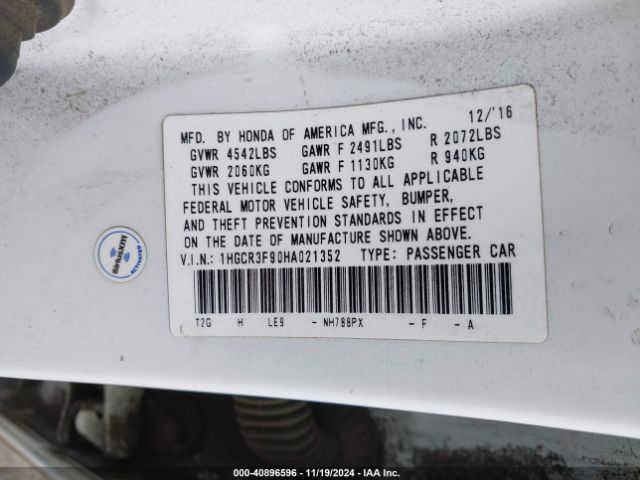 MFD. BY HONDA OF AMERICA MFG., INC. 12/'16
GVWR 4542LBS GAWR F 2491LBS R 2072LBS
GVWR 2060KG GAWR F 1130KG R 940KG
THIS VEHICLE CONFORMS TO ALL APPLICABLE
FEDERAL MOTOR VEHICLE SAFETY, BUMPER,
AND THEFT PREVENTION STANDARDS IN EFFECT
ON THE DATE OF MANUFACTURE SHOWN ABOVE.
V.I.N.: 1HGCR3F90HA021352 TYPE: PASSENGER CAR
T2G H LE9 - NH788PX - F - A
siriusxm
ACTIVATED
000-40896596 - 11/19/2024 - IAA Inc.